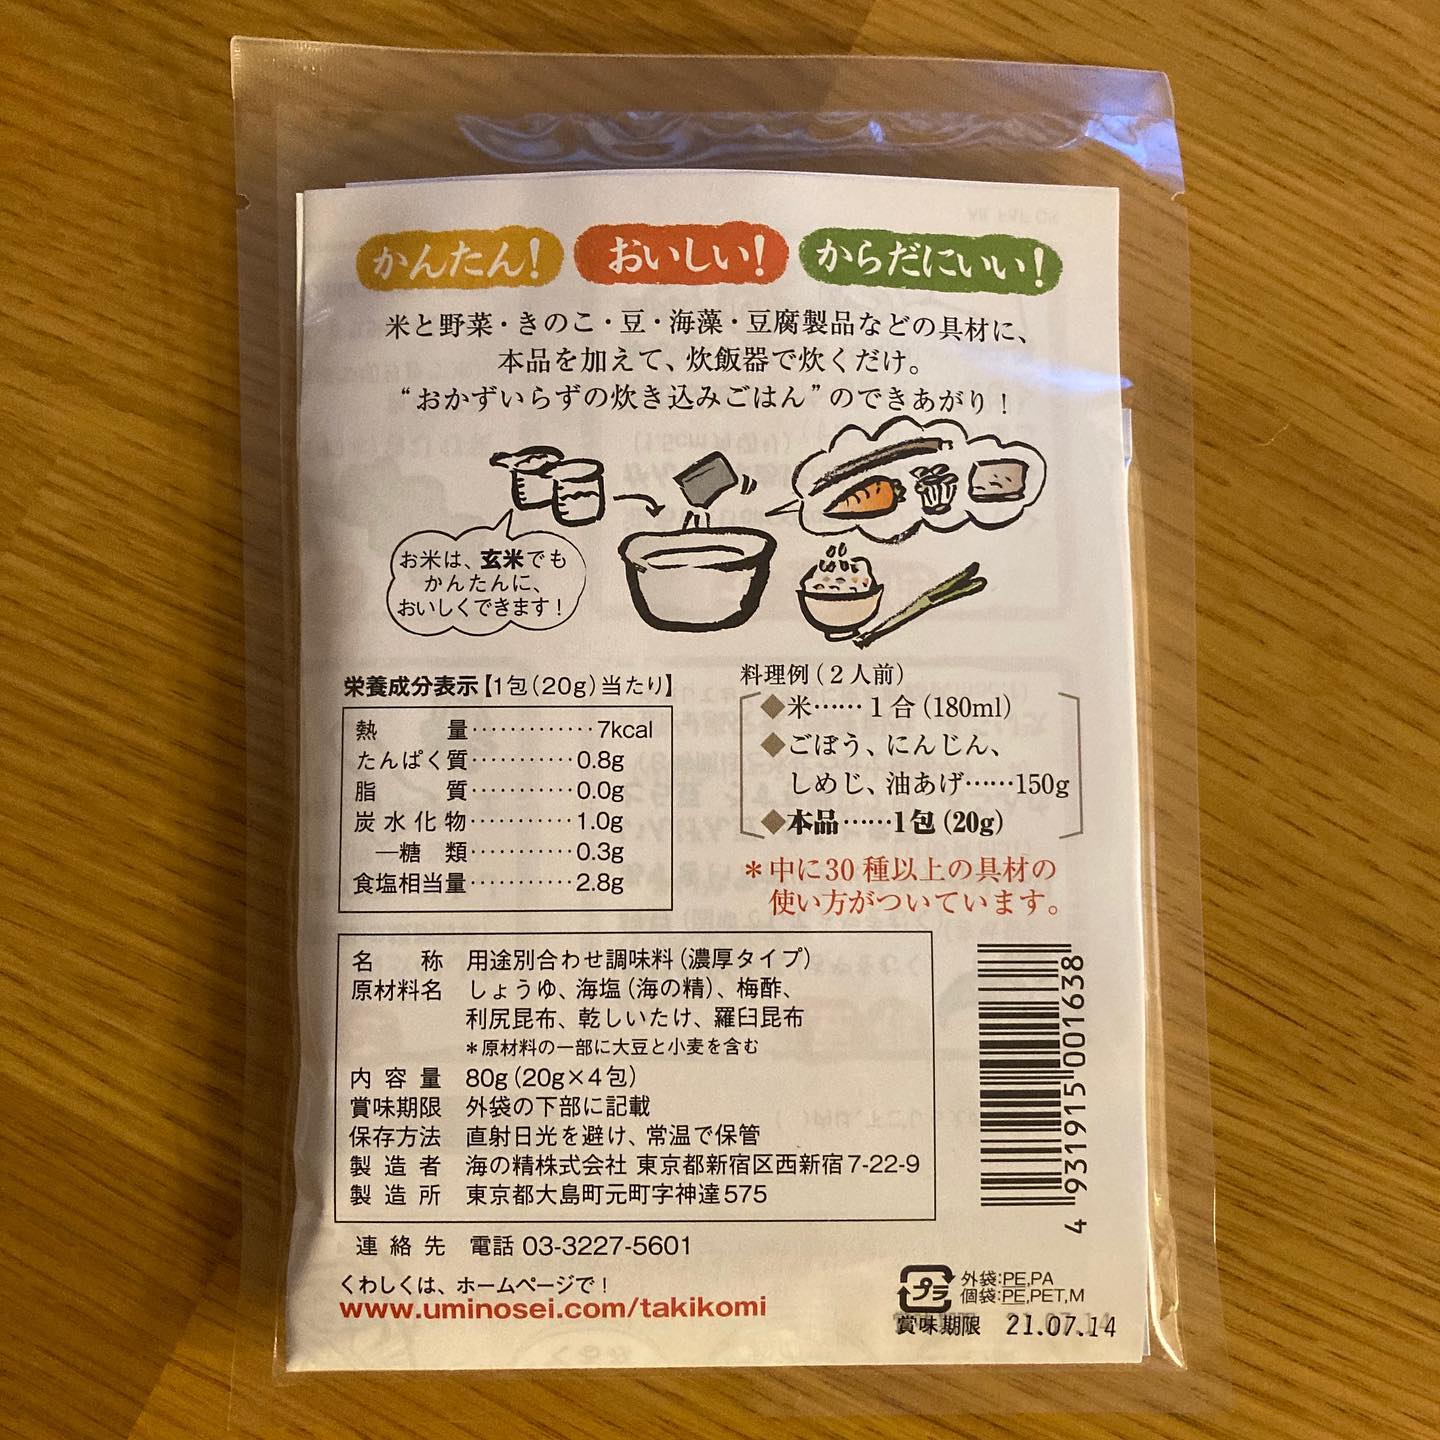 かんたん! おいしい! からだにいい!
米と野菜・きのこ・豆・海藻・豆腐製品などの具材に、
本品を加えて、炊飯器で炊くだけ。
“おかずいらずの炊き込みごはん”のできあがり!
お米は、玄米でも
かんたんに、
おいしくできます!
栄養成分表示【1包(20g)当たり】
熱量·············7kcal
たんぱく質···········0.8g
脂質···········0.0g
炭水化物···········1.0g
―糖類···········0.3g
食塩相当量···········2.8g
料理例(2人前)
◆米……1合(180ml)
◆ごぼう、にんじん、
しめじ、油あげ……150g
◆本品……1包(20g)
*中に30種以上の具材の
使い方がついています。
名称 用途別合わせ調味料(濃厚タイプ)
原材料名 しょうゆ、海塩(海の精)、梅酢、
利尻昆布、乾しいたけ、羅臼昆布
*原材料の一部に大豆と小麦を含む
内容量 80g(20g×4包)
賞味期限 外袋の下部に記載
保存方法 直射日光を避け、常温で保管
製造者 海の精株式会社 東京都新宿区西新宿7-22-9
製造所 東京都大島町元町字神達575
連絡先 電話 03-3227-5601
くわしくは、ホームページで!
www.uminosei.com/takikomi
4 931915 001638
プラ 外袋:PE,PA
個袋:PE,PET,M
賞味期限 21.07.14